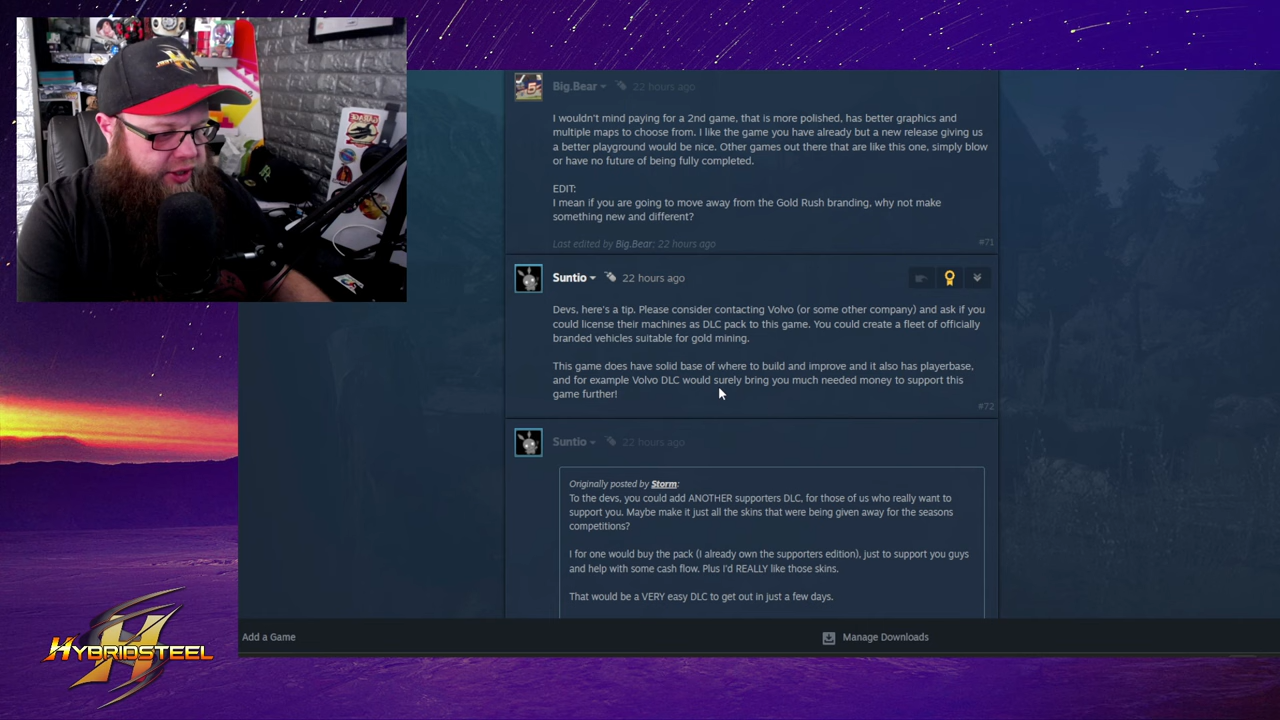 Big.Bear
22 hours ago
I wouldn't mind paying for a 2nd game, that is more polished, has better graphics and
multiple maps to choose from. I like the game you have already but a new release giving us
a better playground would be nice. Other games out there that are like this one, simply blow
or have no future of being fully completed.
EDIT:
I mean if you are going to move away from the Gold Rush branding, why not make
something new and different?
Last edited by Big.Bear; 22 hours ago
#71
Suntio
22 hours ago
Devs, here's a tip. Please consider contacting Volvo (or some other company) and ask if you
could license their machines as DLC pack to this game. You could create a fleet of officially
branded vehicles suitable for gold mining.
This game does have solid base of where to build and improve and it also has playerbase,
and for example Volvo DLC would surely bring you much needed money to support this
game further!
#72
Suntio
22 hours ago
Originally posted by Storm:
To the devs, you could add ANOTHER supporters DLC, for those of us who really want to
support you. Maybe make it just all the skins that were being given away for the seasons
competitions?
I for one would buy the pack (I already own the supporters edition), just to support you guys
and help with some cash flow. Plus I'd REALLY like those skins.
That would be a VERY easy DLC to get out in just a few days.
Add a Game
Manage Downloads
HYBRIDSTEEL